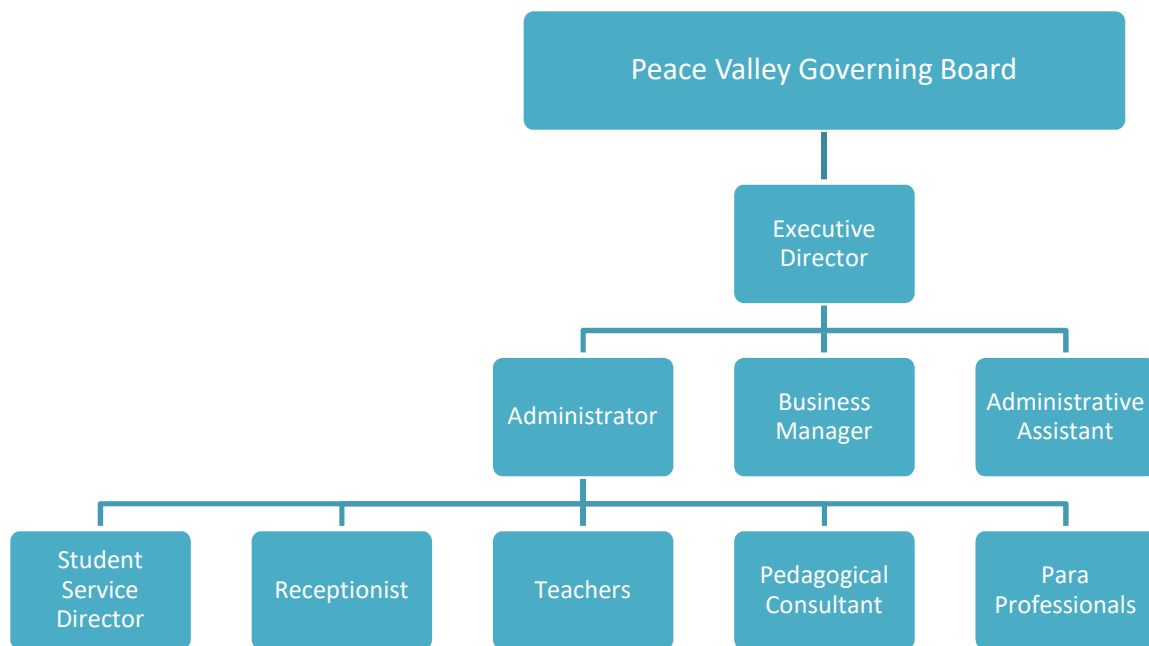 Peace Valley Governing Board
Executive
Director
Administrator
Business
Manager
Administrative
Assistant
Student
Service
Director
Receptionist
Teachers
Pedagogical
Consultant
Para
Professionals